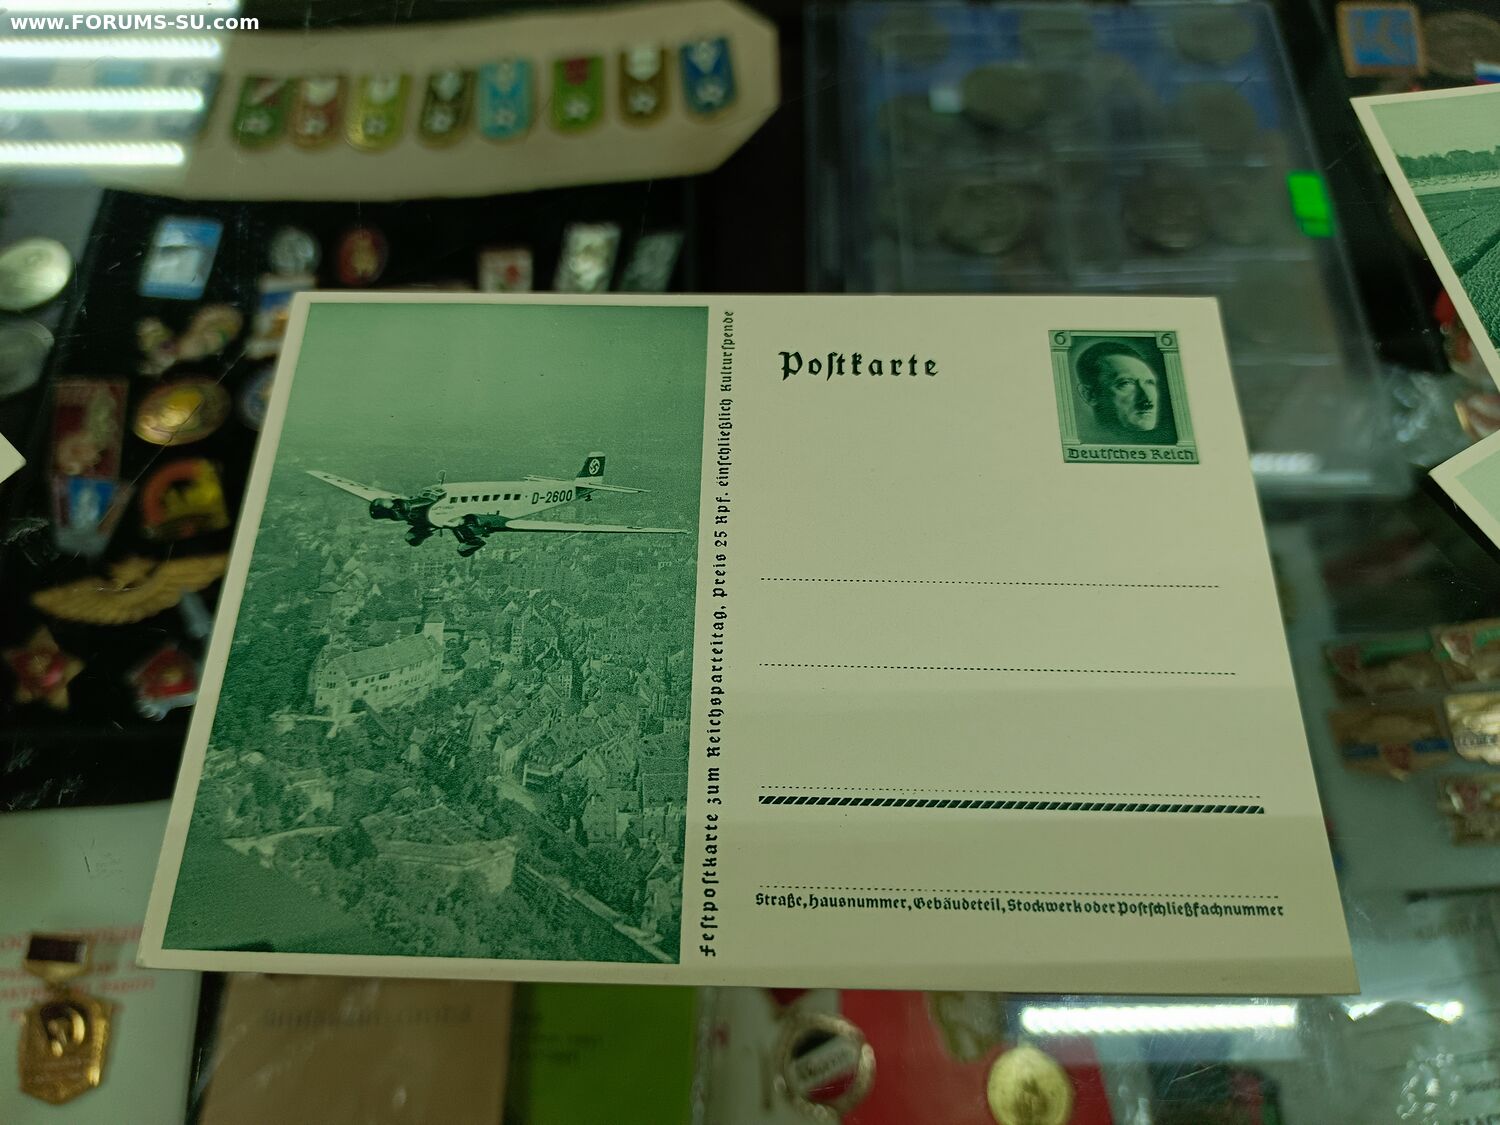 www.FORUMS-SU.com
Postkarte
6 6
Deutsches Reich
D-2600
Festpostkarte zum Reichsparteitag, Preis 25 Rpf. einschließlich Kulturspende
Straße, Hausnummer, Gebäudeteil, Stockwerk oder Postschließfachnummer